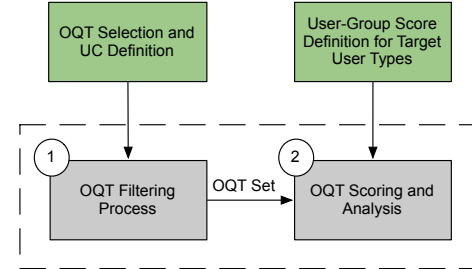 OQT Selection and
UC Definition
User-Group Score
Definition for Target
User Types
1
OQT Filtering
Process
OQT Set
2
OQT Scoring and
Analysis